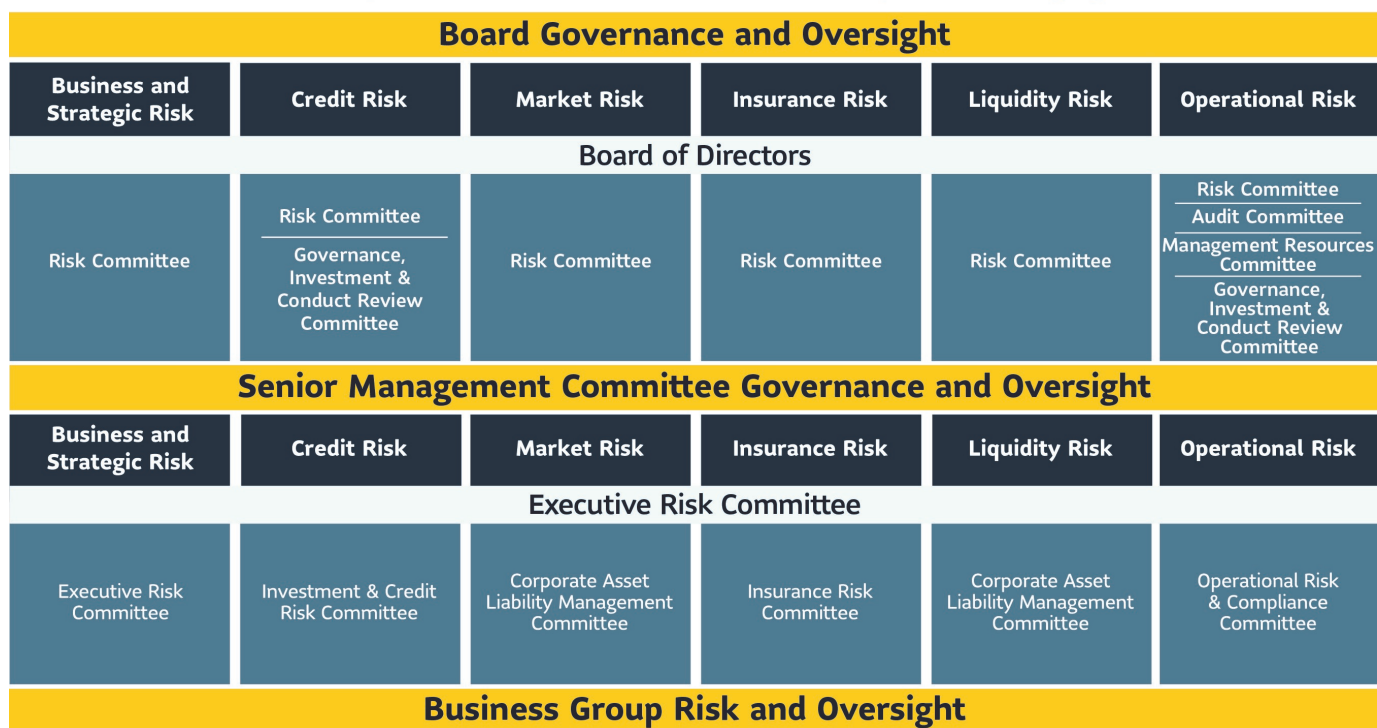 Board Governance and Oversight
Business and
Strategic Risk
Credit Risk
Market Risk
Insurance Risk
Liquidity Risk
Operational Risk
Board of Directors
Risk Committee
Risk Committee
Governance,
Investment &
Conduct Review
Committee
Risk Committee
Risk Committee
Risk Committee
Risk Committee
Audit Committee
Management Resources
Committee
Governance,
Investment &
Conduct Review
Committee
Senior Management Committee Governance and Oversight
Business and
Strategic Risk
Credit Risk
Market Risk
Insurance Risk
Liquidity Risk
Operational Risk
Executive Risk Committee
Executive Risk
Committee
Investment & Credit
Risk Committee
Corporate Asset
Liability Management
Committee
Insurance Risk
Committee
Corporate Asset
Liability Management
Committee
Operational Risk
& Compliance
Committee
Business Group Risk and Oversight